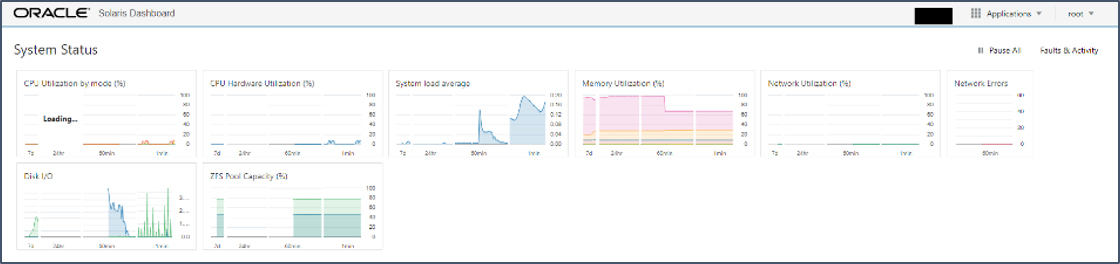 ORACLE® Solaris Dashboard Applications root
System Status Pause All Faults & Activity
CPU Utilization by mode (%)
100
80
60
Loading...
40
20
0
7d 24hr 60min 1min
CPU Hardware Utilization (%)
100
80
60
40
20
0
7d 24hr 60min 1min
System load average
0.20
0.16
0.12
0.08
0.04
0.0
7d 24hr 60min 1min
Memory Utilization (%)
100
80
60
40
20
0
7d 24hr 60min 1min
Network Utilization (%)
100
80
60
40
20
0
7d 24hr 60min 1min
Network Errors
60
40
20
0
60min
Disk I/O
3...
2...
1...
0.0
7d 24hr 60min 1min
ZFS Pool Capacity (%)
100
80
60
40
20
0
7d 24hr 60min 1min